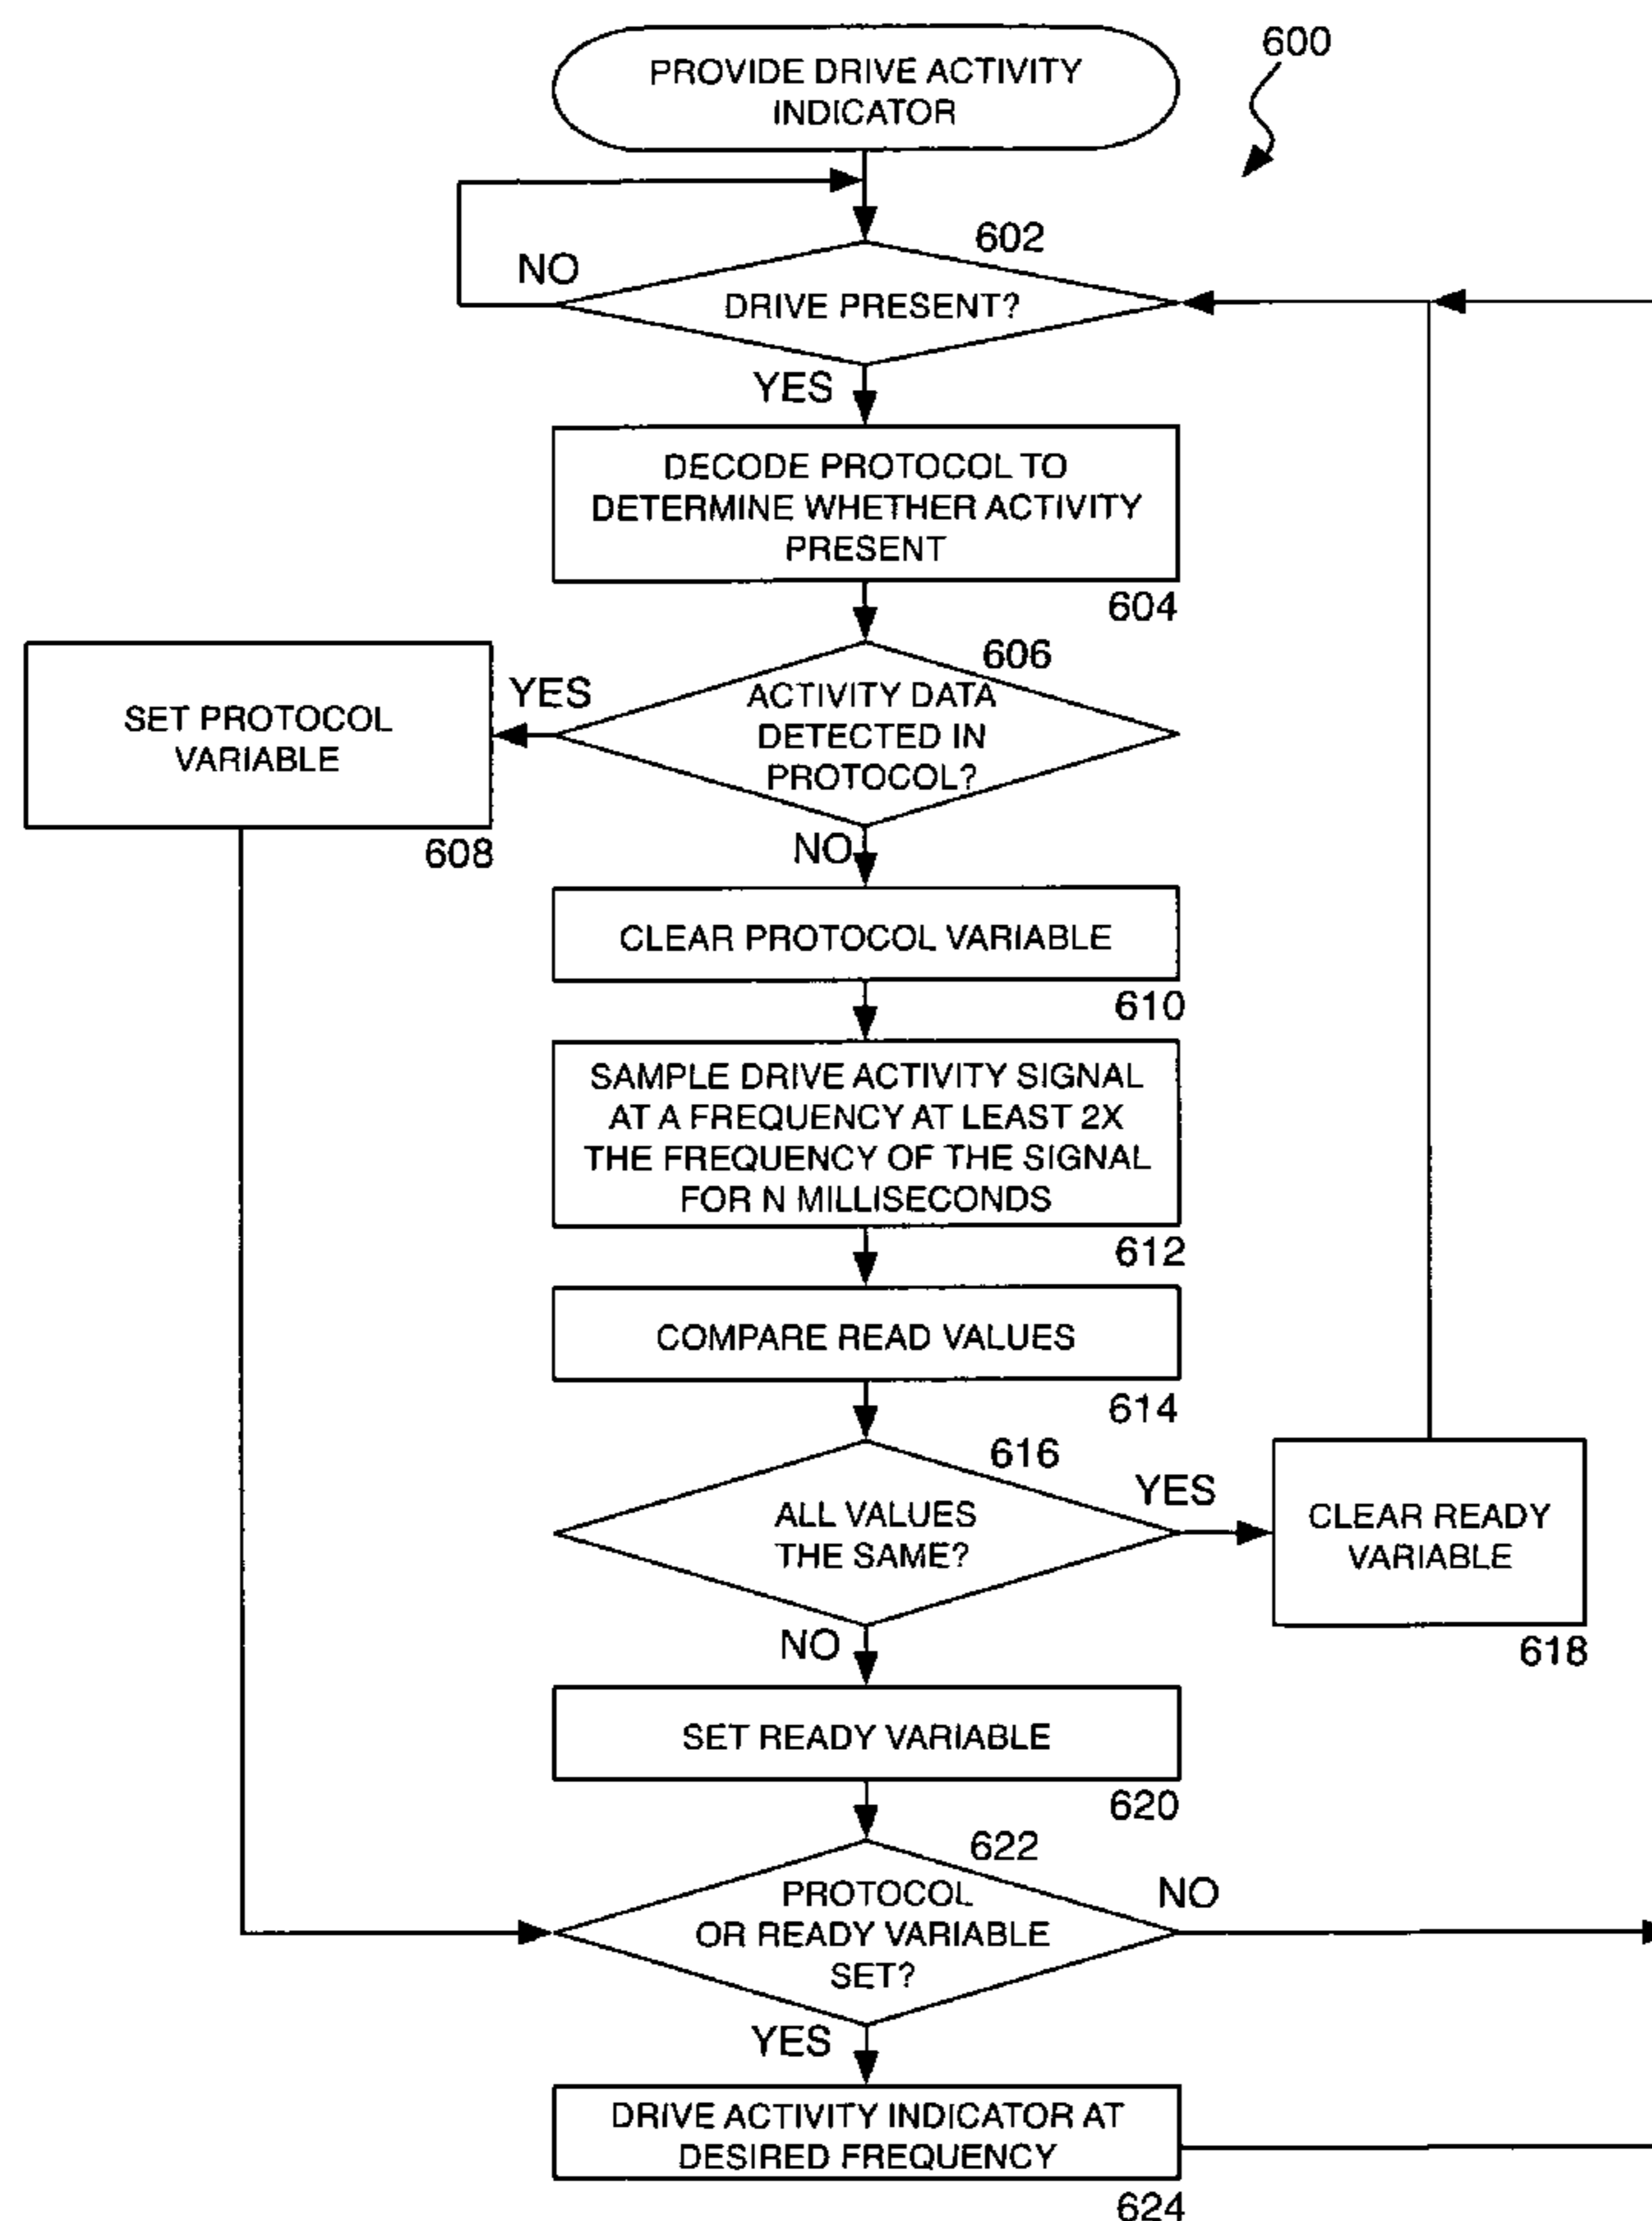 PROVIDE DRIVE ACTIVITY
INDICATOR
600
602
NO
DRIVE PRESENT?
YES
DECODE PROTOCOL TO
DETERMINE WHETHER ACTIVITY
PRESENT
604
606
YES
ACTIVITY DATA
DETECTED IN
PROTOCOL?
SET PROTOCOL
VARIABLE
608
NO
CLEAR PROTOCOL VARIABLE
610
SAMPLE DRIVE ACTIVITY SIGNAL
AT A FREQUENCY AT LEAST 2X
THE FREQUENCY OF THE SIGNAL
FOR N MILLISECONDS
612
COMPARE READ VALUES
614
616
YES
ALL VALUES
THE SAME?
CLEAR READY
VARIABLE
618
NO
SET READY VARIABLE
620
622
PROTOCOL
OR READY VARIABLE
SET?
NO
YES
DRIVE ACTIVITY INDICATOR AT
DESIRED FREQUENCY
624